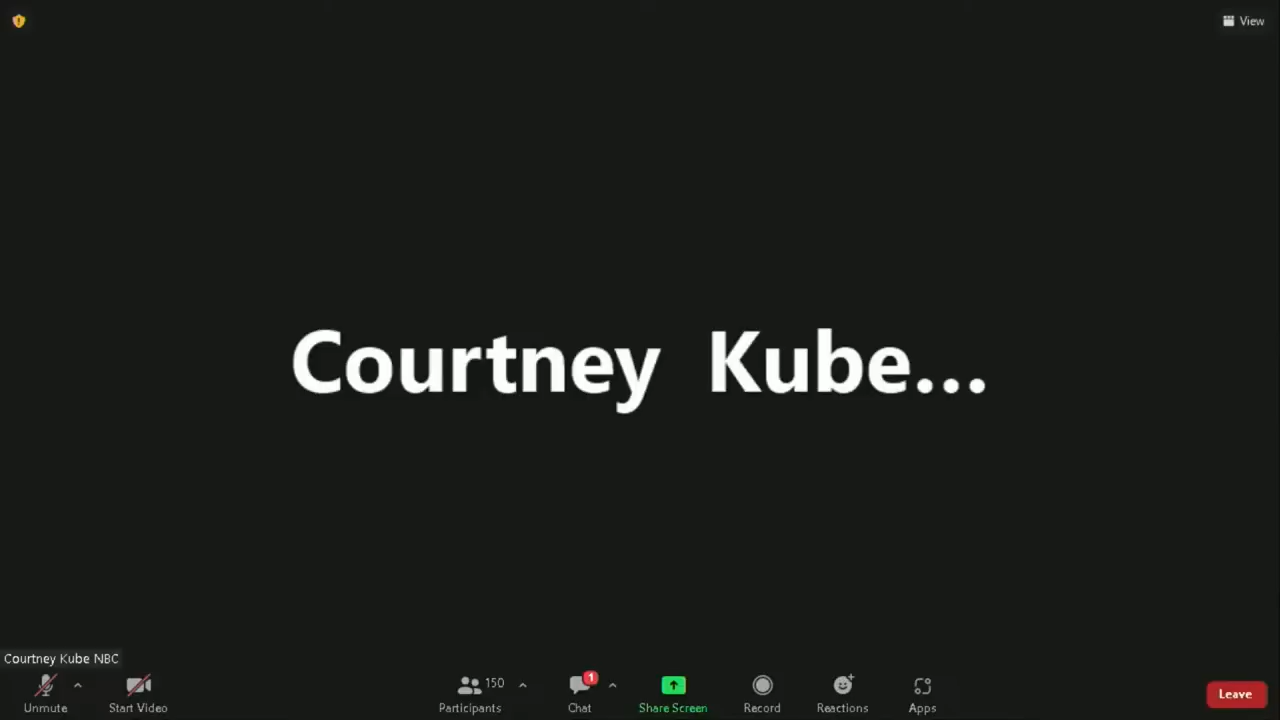 View
Courtney Kube...
Courtney Kube NBC
150
1
Unmute
Start Video
Participants
Chat
Share Screen
Record
Reactions
Apps
Leave